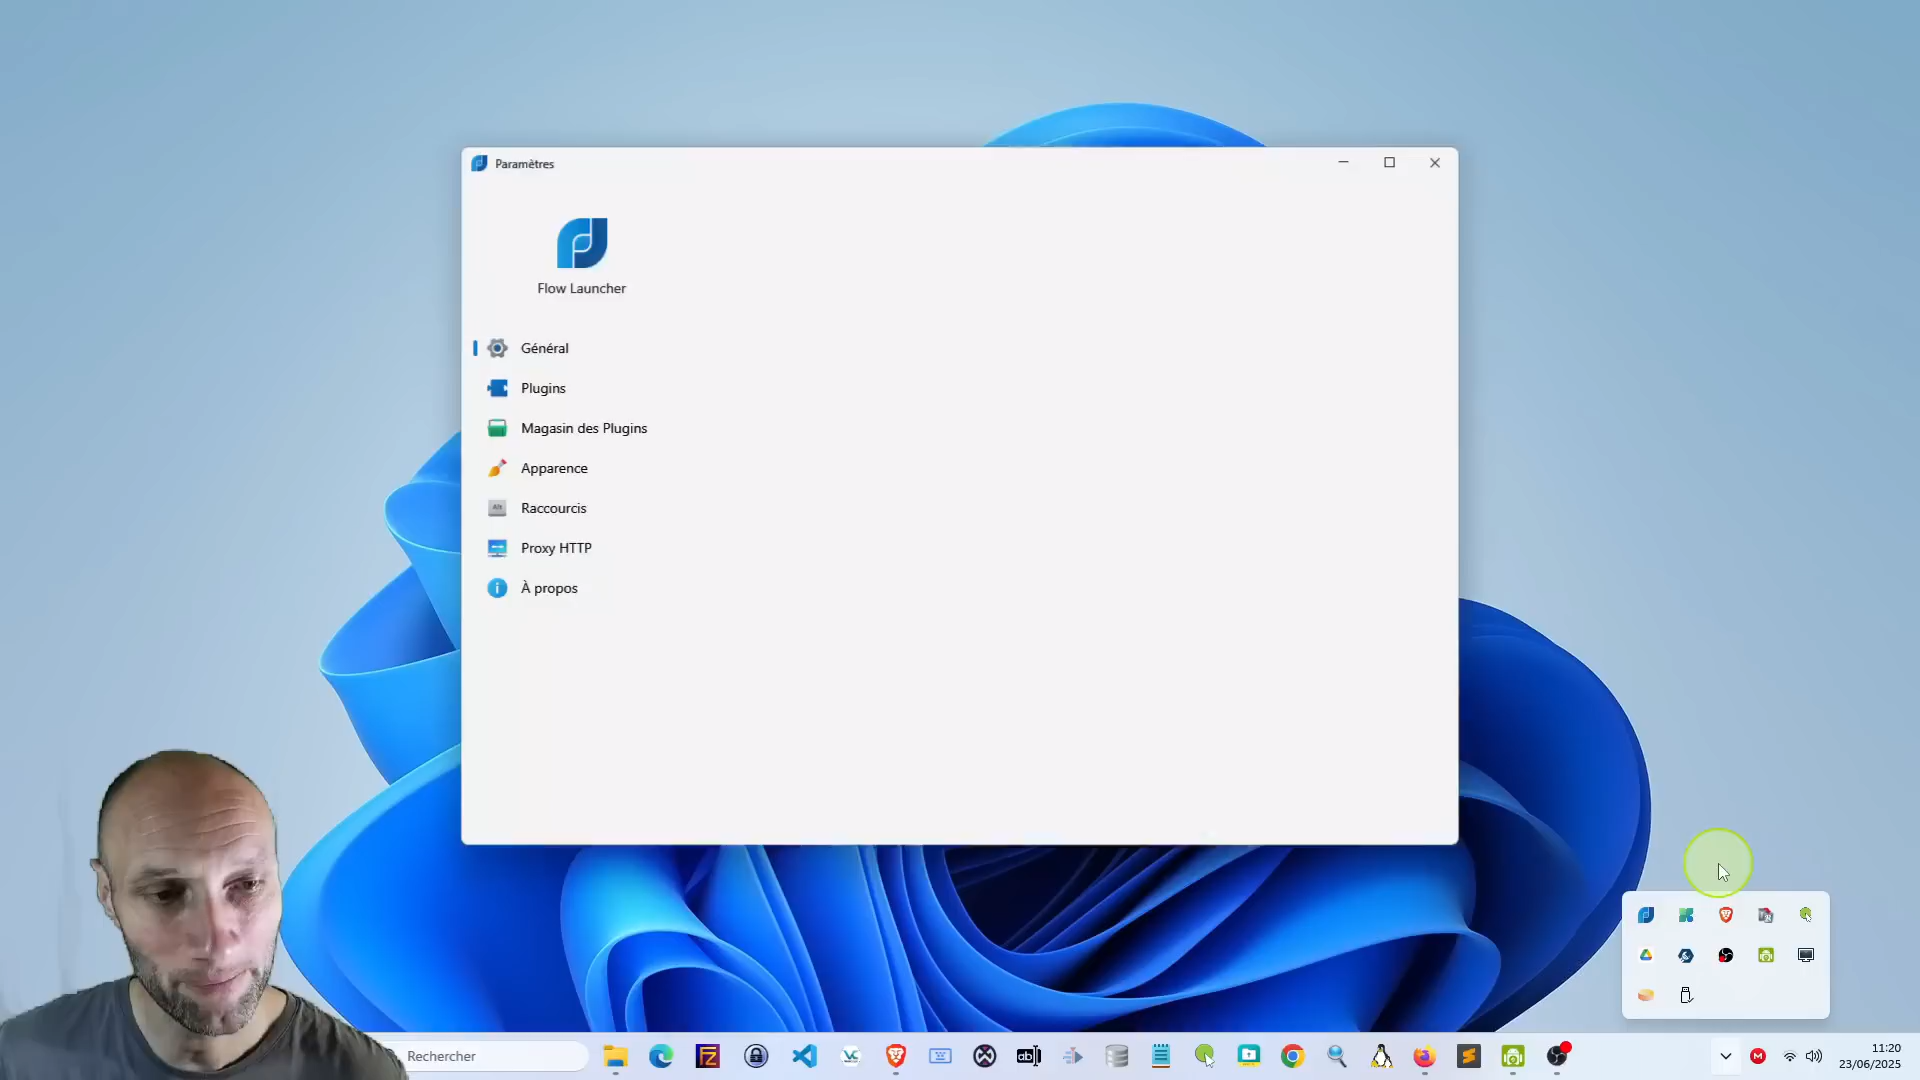 Paramètres
Flow Launcher
Général
Plugins
Magasin des Plugins
Apparence
Raccourcis
Proxy HTTP
À propos
Rechercher
11:20
23/06/2025